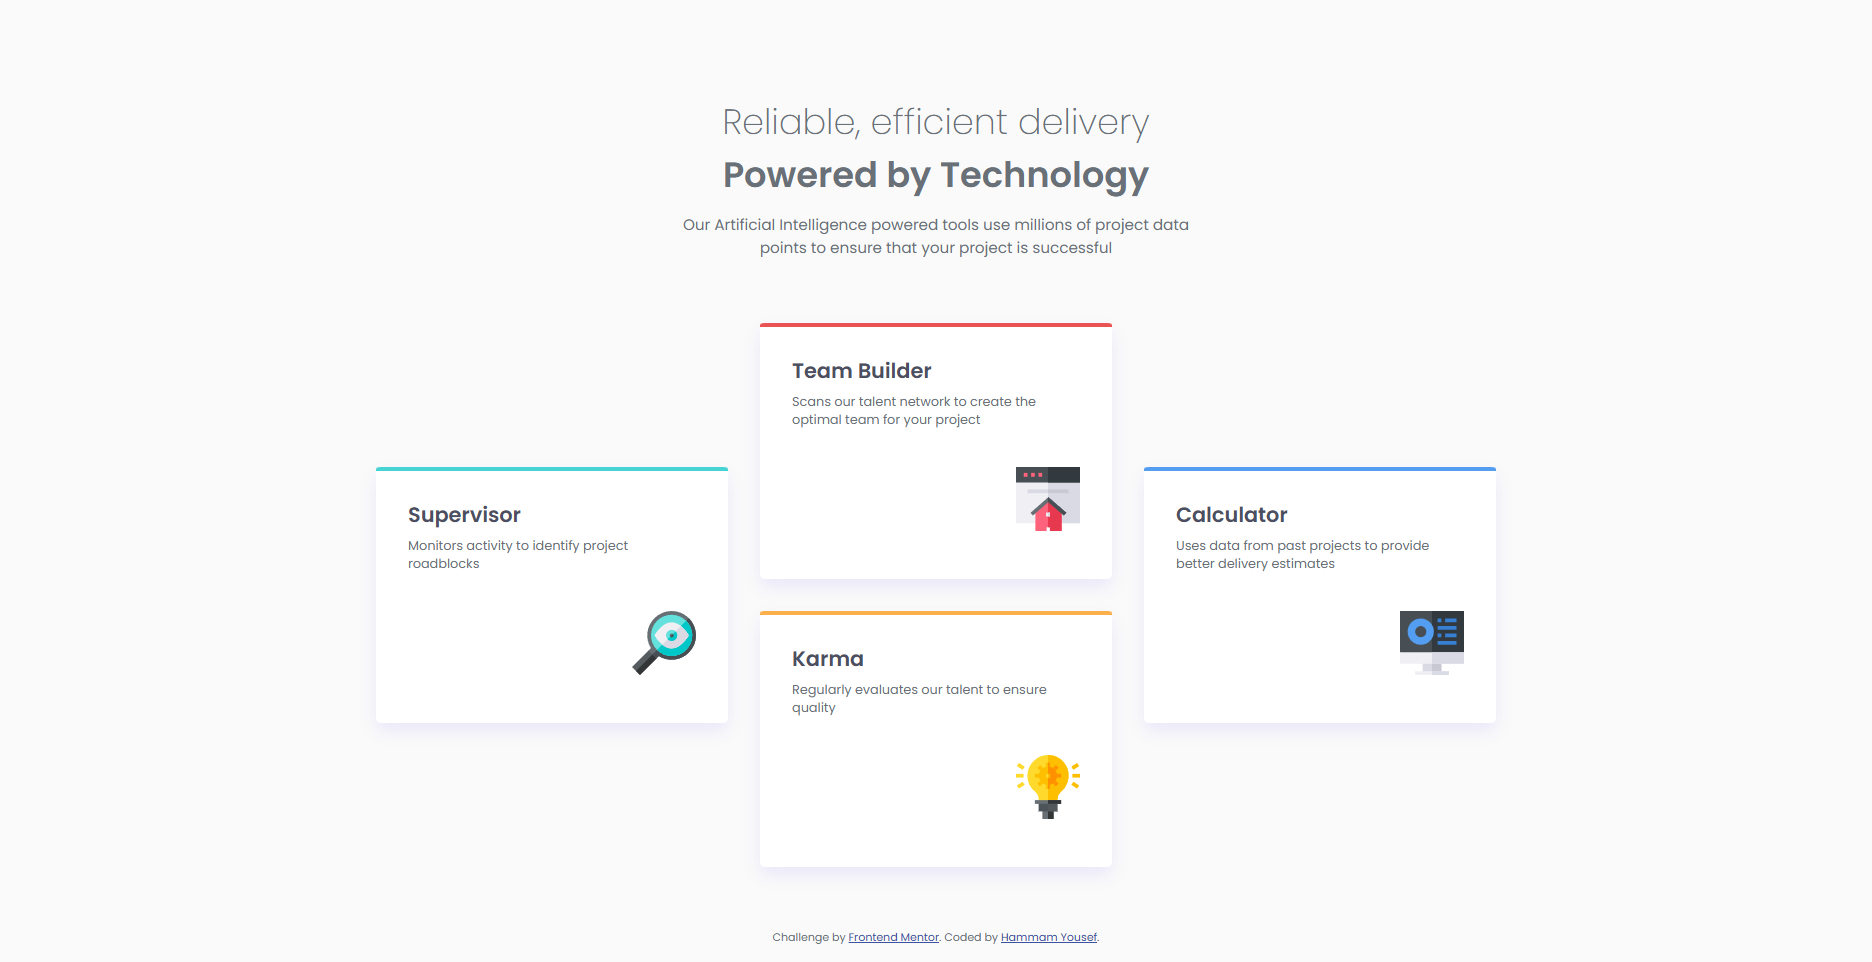 Reliable, efficient delivery
Powered by Technology
Our Artificial Intelligence powered tools use millions of project data
points to ensure that your project is successful
Team Builder
Scans our talent network to create the
optimal team for your project
Supervisor
Monitors activity to identify project
roadblocks
Calculator
Uses data from past projects to provide
better delivery estimates
Karma
Regularly evaluates our talent to ensure
quality
Challenge by Frontend Mentor. Coded by Hammam Yousef.